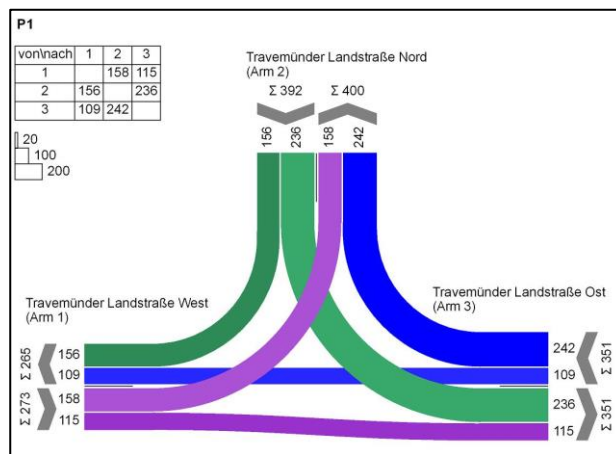 P1
von\nach 1 2 3
1 158 115
2 156 236
3 109 242
20
100
200
Travemünder Landstraße Nord
(Arm 2)
Σ 392 Σ 400
156 236 158 242
Travemünder Landstraße West
(Arm 1)
Travemünder Landstraße Ost
(Arm 3)
Σ 265
156
109
Σ 273
158
115
242
109
Σ 351
236
115
Σ 351